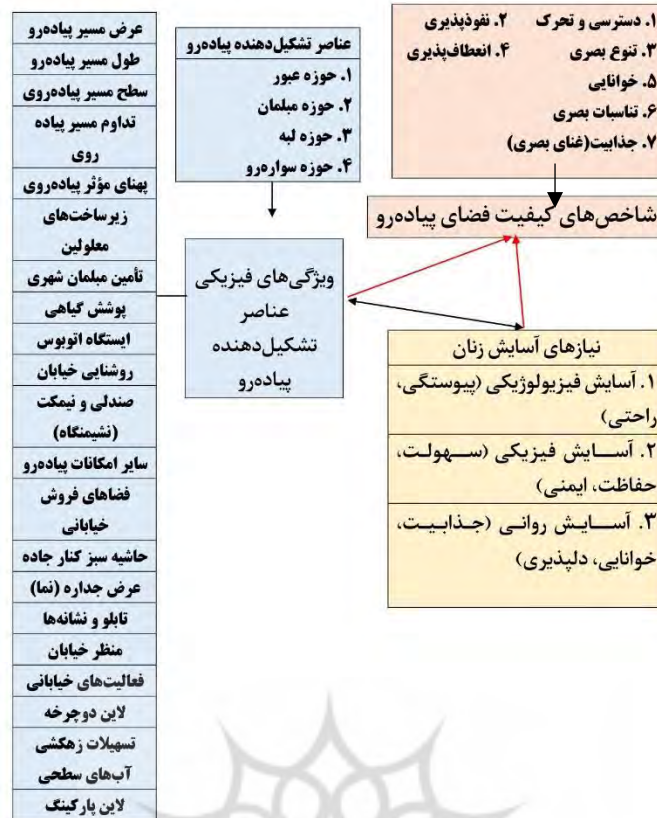 ۱. دسترسی و تحرک ۲. نفوذپذیری
۳. تنوع بصری ۴. انعطاف‌پذیری
۵. خوانایی
۶. تناسبات بصری
۷. جذابیت(غنای بصری)
شاخص‌های کیفیت فضای پیاده‌رو
عناصر تشکیل‌دهنده پیاده‌رو
۱. حوزه عبور
۲. حوزه مبلمان
۳. حوزه لبه
۴. حوزه سواره‌رو
ویژگی‌های فیزیکی
عناصر
تشکیل‌دهنده
پیاده‌رو
نیازهای آسایش زنان
۱. آسایش فیزیولوژیکی (پیوستگی،
راحتی)
۲. آسایش فیزیکی (سهولت،
حفاظت، ایمنی)
۳. آسایش روانی (جذابیت،
خوانایی، دلپذیری)
عرض مسیر پیاده‌رو
طول مسیر پیاده‌رو
سطح مسیر پیاده‌روی
تداوم مسیر پیاده
روی
پهنای مؤثر پیاده‌روی
زیرساخت‌های
معلولین
تأمین مبلمان شهری
پوشش گیاهی
ایستگاه اتوبوس
روشنایی خیابان
صندلی و نیمکت
(نشیمنگاه)
سایر امکانات پیاده‌رو
فضاهای فروش
خیابانی
حاشیه سبز کنار جاده
عرض جداره (نما)
تابلو و نشانه‌ها
منظر خیابان
فعالیت‌های خیابانی
لاین دوچرخه
تسهیلات زهکشی
آب‌های سطحی
لاین پارکینگ